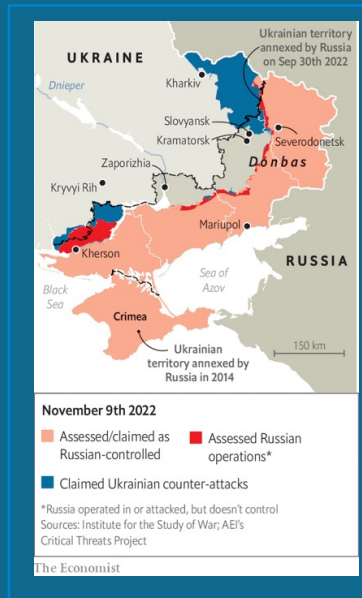 UKRAINE
Ukrainian territory
annexed by Russia
on Sep 30th 2022
Dnieper
Kharkiv
Slovyansk
Kramatorsk
Severodonetsk
Donbas
Zaporizhia
Kryvyi Rih
Mariupol
Kherson
RUSSIA
Black
Sea
Sea of
Azov
Crimea
150 km
Ukrainian
territory annexed by
Russia in 2014
November 9th 2022
Assessed/claimed as
Russian-controlled
Assessed Russian
operations*
Claimed Ukrainian counter-attacks
*Russia operated in or attacked, but doesn't control
Sources: Institute for the Study of War; AEI's
Critical Threats Project
The Economist